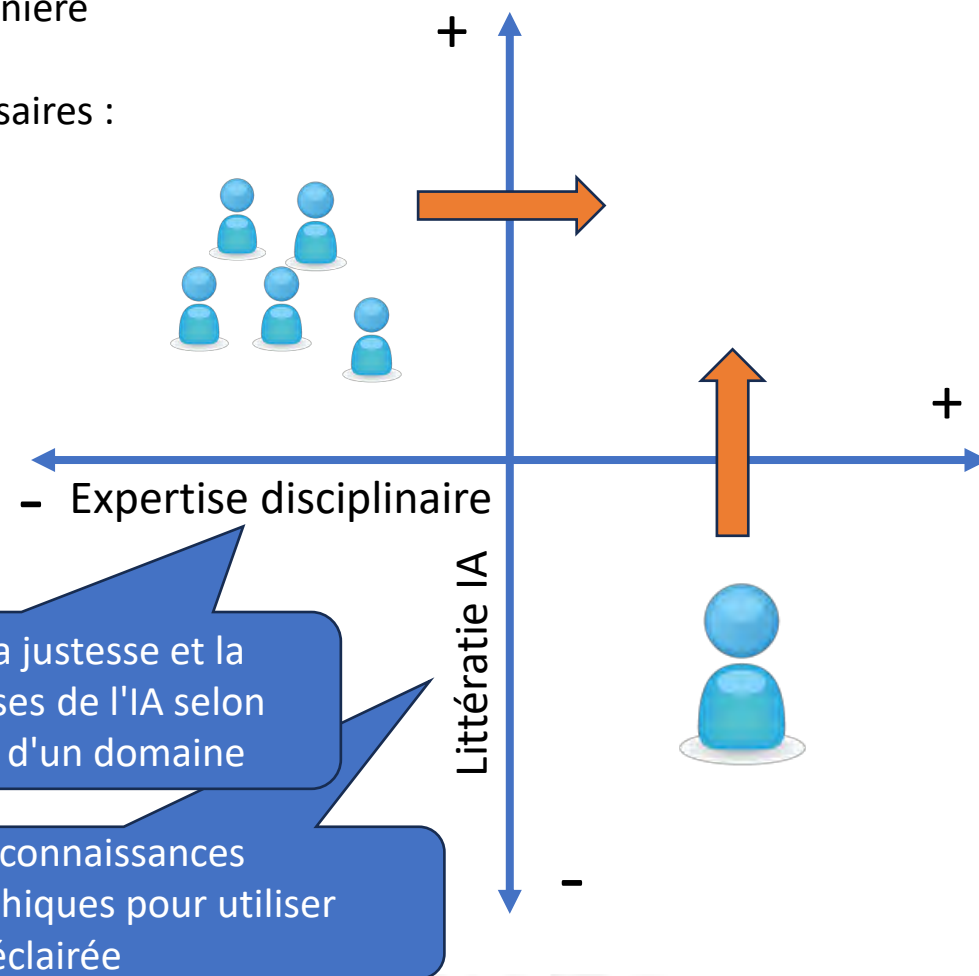 nière
+
saires :
+
- Expertise disciplinaire
Littératie IA
a justesse et la
ses de l'IA selon
d'un domaine
connaissances
hiques pour utiliser
éclairée
-